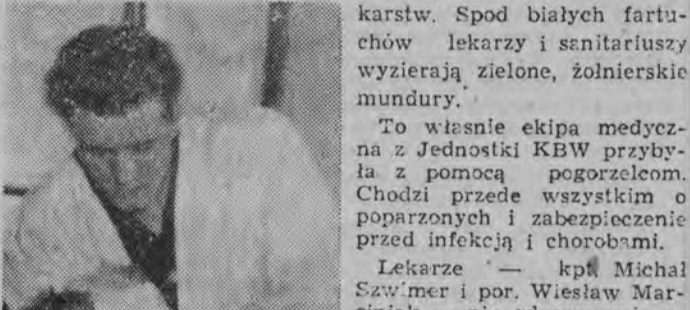 karstw. Spod białych fartu-
chów lekarzy i sanitariuszy
wyzierają zielone, żołnierskie
mundury.
To własnie ekipa medycz-
na z Jednostki KBW przyby-
ła z pomocą pogorzelcom.
Chodzi przede wszystkim o
poparzonych i zabezpieczenie
przed infekcją i chorobami.
Lekarze — kpt. Michał
Szwimer i por. Wiesław Mar-